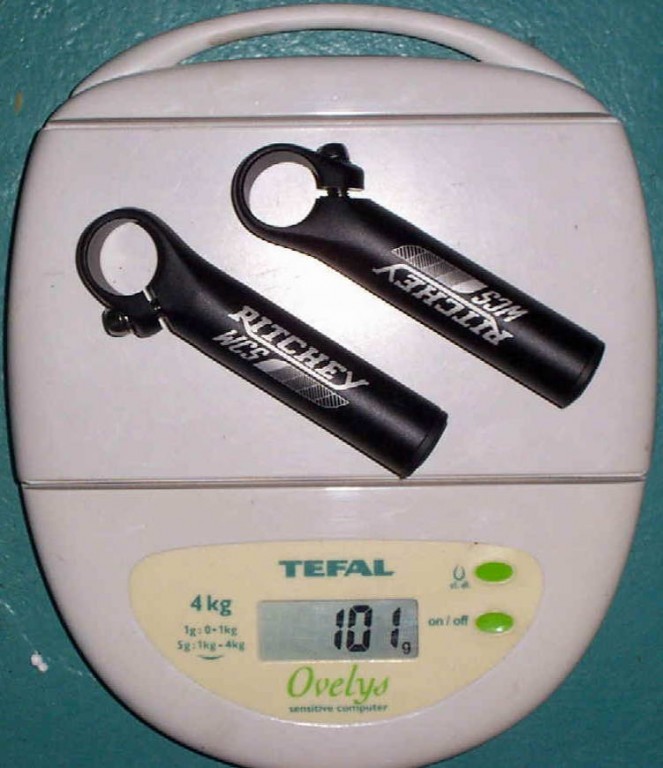 RITCHEY
WCS
RITCHEY
WCS
TEFAL
4kg
1g:0-1kg
5g:1kg-4kg
101g
on / off
Ovelys
sensitive computer